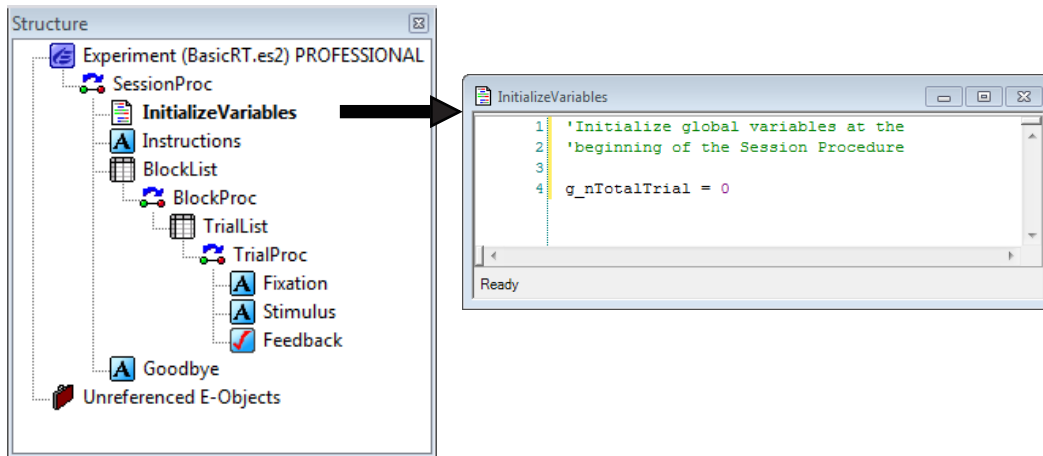 Structure
Experiment (BasicRT.es2) PROFESSIONAL
SessionProc
InitializeVariables
A Instructions
BlockList
BlockProc
TrialList
TrialProc
A Fixation
A Stimulus
Feedback
A Goodbye
Unreferenced E-Objects
InitializeVariables
1 'Initialize global variables at the
2 'beginning of the Session Procedure
3
4 g_nTotalTrial = 0
Ready